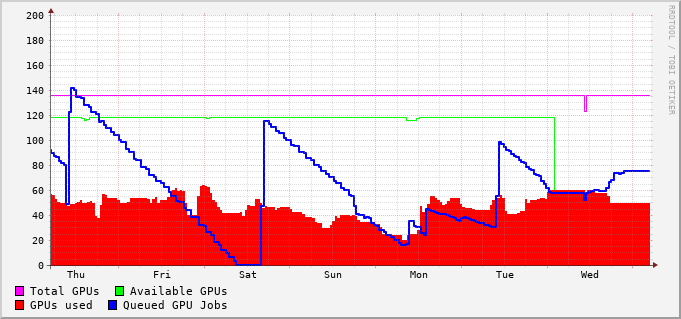 200
180
160
140
120
100
80
60
40
20
0
Thu Fri Sat Sun Mon Tue Wed
Total GPUs Available GPUs
GPUs used Queued GPU Jobs
RRDTOOL / TOBI OETIKER